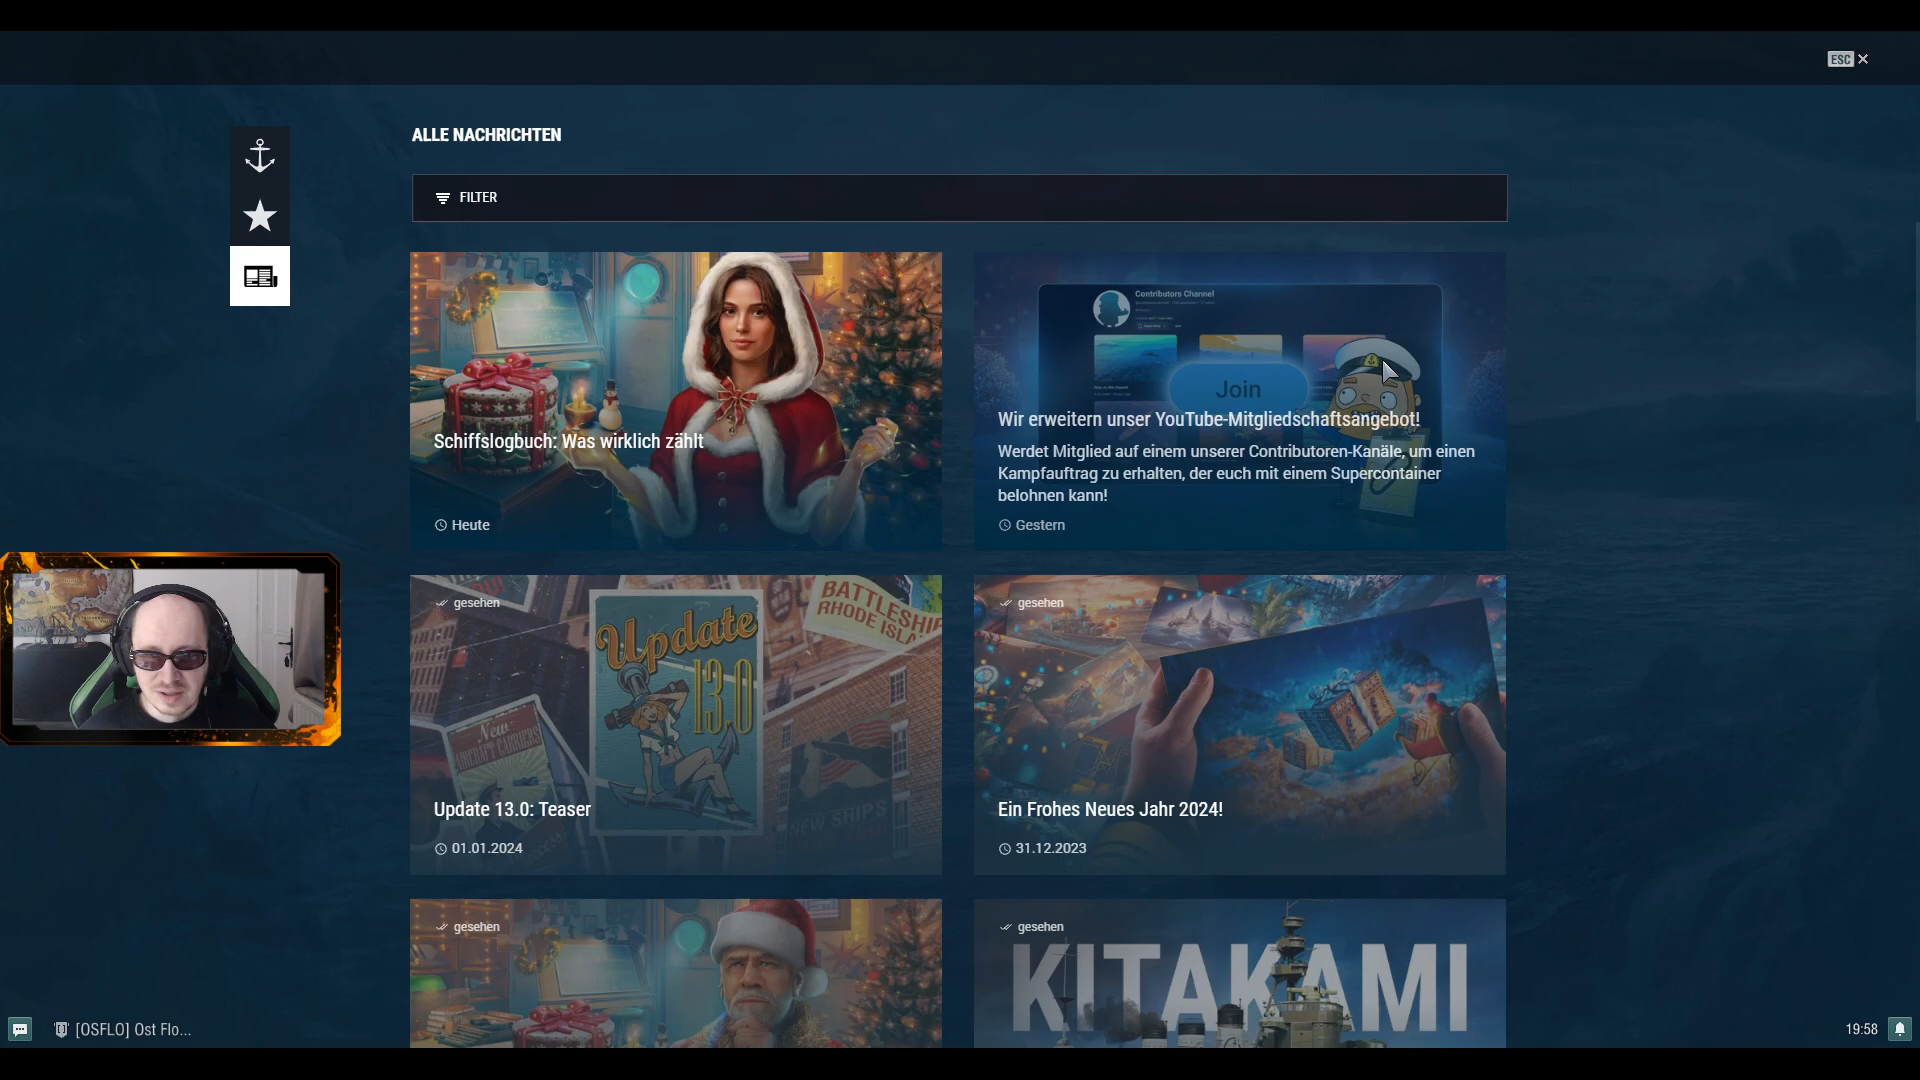 ESC
ALLE NACHRICHTEN
FILTER
Contributors Channel
Join
Schiffslogbuch: Was wirklich zählt
Heute
Wir erweitern unser YouTube-Mitgliedschaftsangebot!
Werdet Mitglied auf einem unserer Contributoren-Kanäle, um einen
Kampfauftrag zu erhalten, der euch mit einem Supercontainer
belohnen kann!
Gestern
gesehen
BATTLESHIP
RHODE ISLA
Update
13.0
New
AIRCRAFT CARRIERS
NEW SHIPS
Update 13.0: Teaser
01.01.2024
gesehen
Ein Frohes Neues Jahr 2024!
31.12.2023
gesehen
gesehen
KITAKAMI
[OSFLO] Ost Flo...
19:58